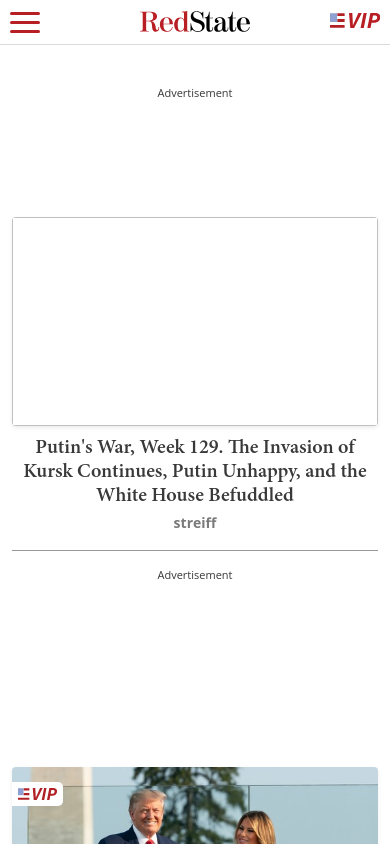 RedState
VIP
Advertisement
Putin's War, Week 129. The Invasion of
Kursk Continues, Putin Unhappy, and the
White House Befuddled
streiff
Advertisement
VIP